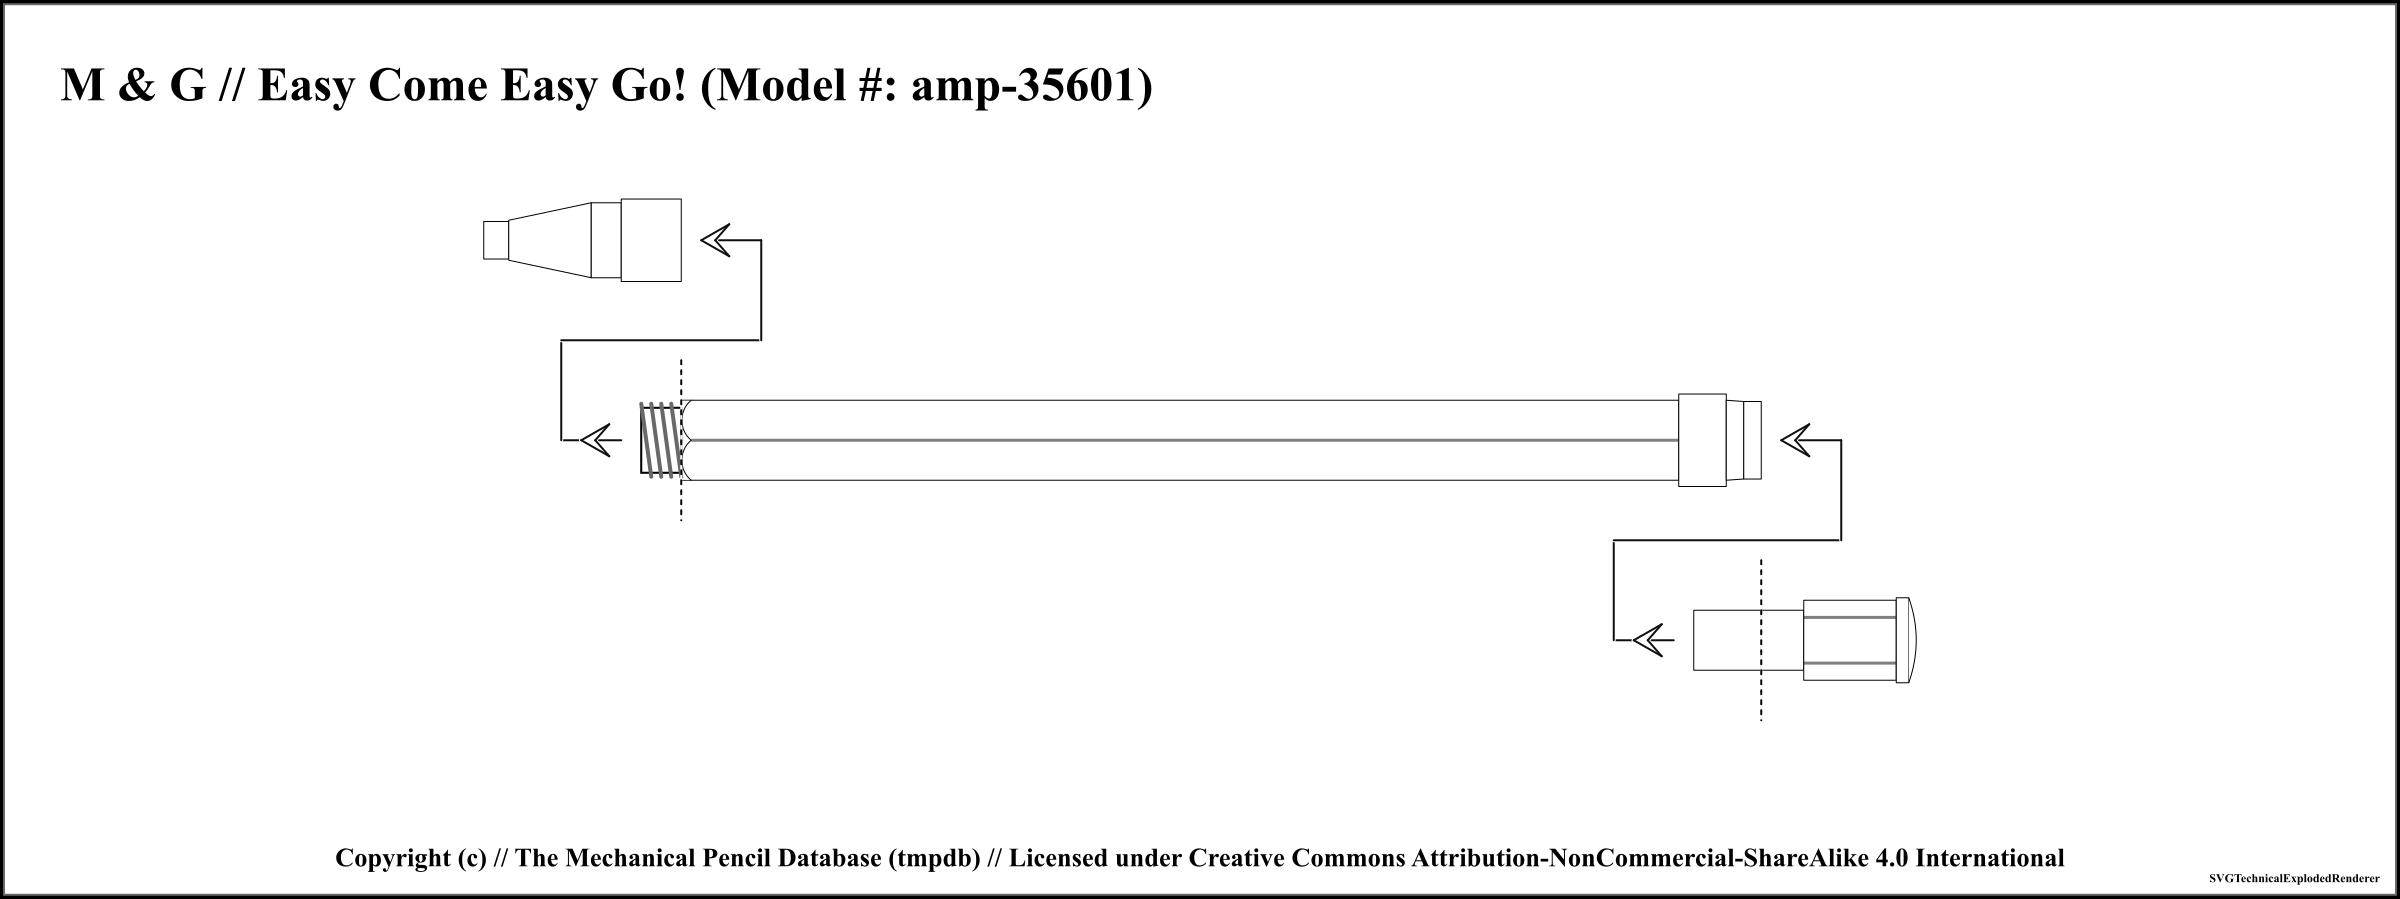 M & G // Easy Come Easy Go! (Model #: amp-35601)
Copyright (c) // The Mechanical Pencil Database (tmpdb) // Licensed under Creative Commons Attribution-NonCommercial-ShareAlike 4.0 International
SVGTechnicalExplodedRenderer